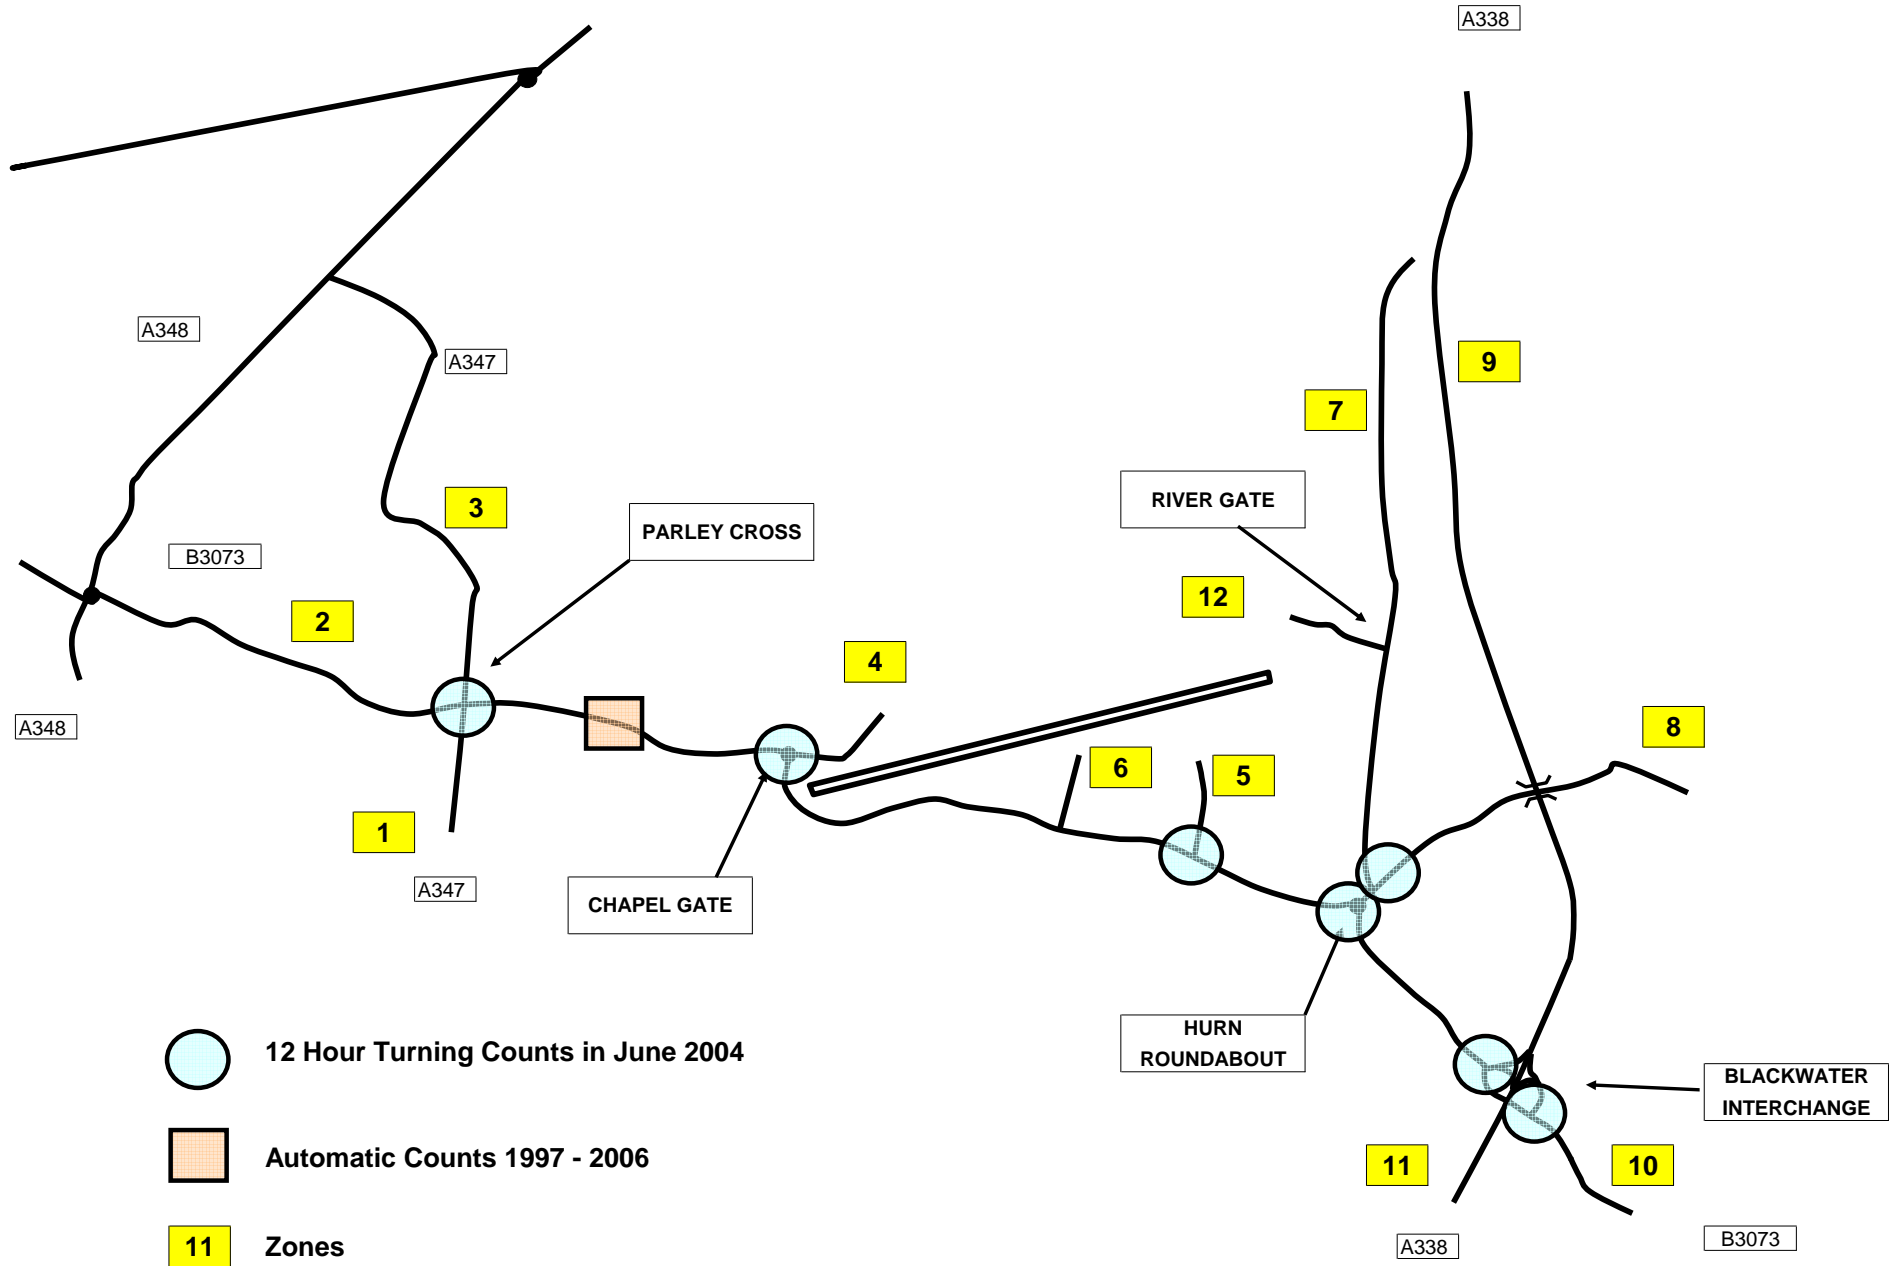 A338
A348
A347
9
7
3
RIVER GATE
PARLEY CROSS
B3073
12
2
4
A348
8
6
5
1
A347
CHAPEL GATE
HURN
ROUNDABOUT
12 Hour Turning Counts in June 2004
BLACKWATER
INTERCHANGE
Automatic Counts 1997 - 2006
11
10
11
Zones
A338
B3073